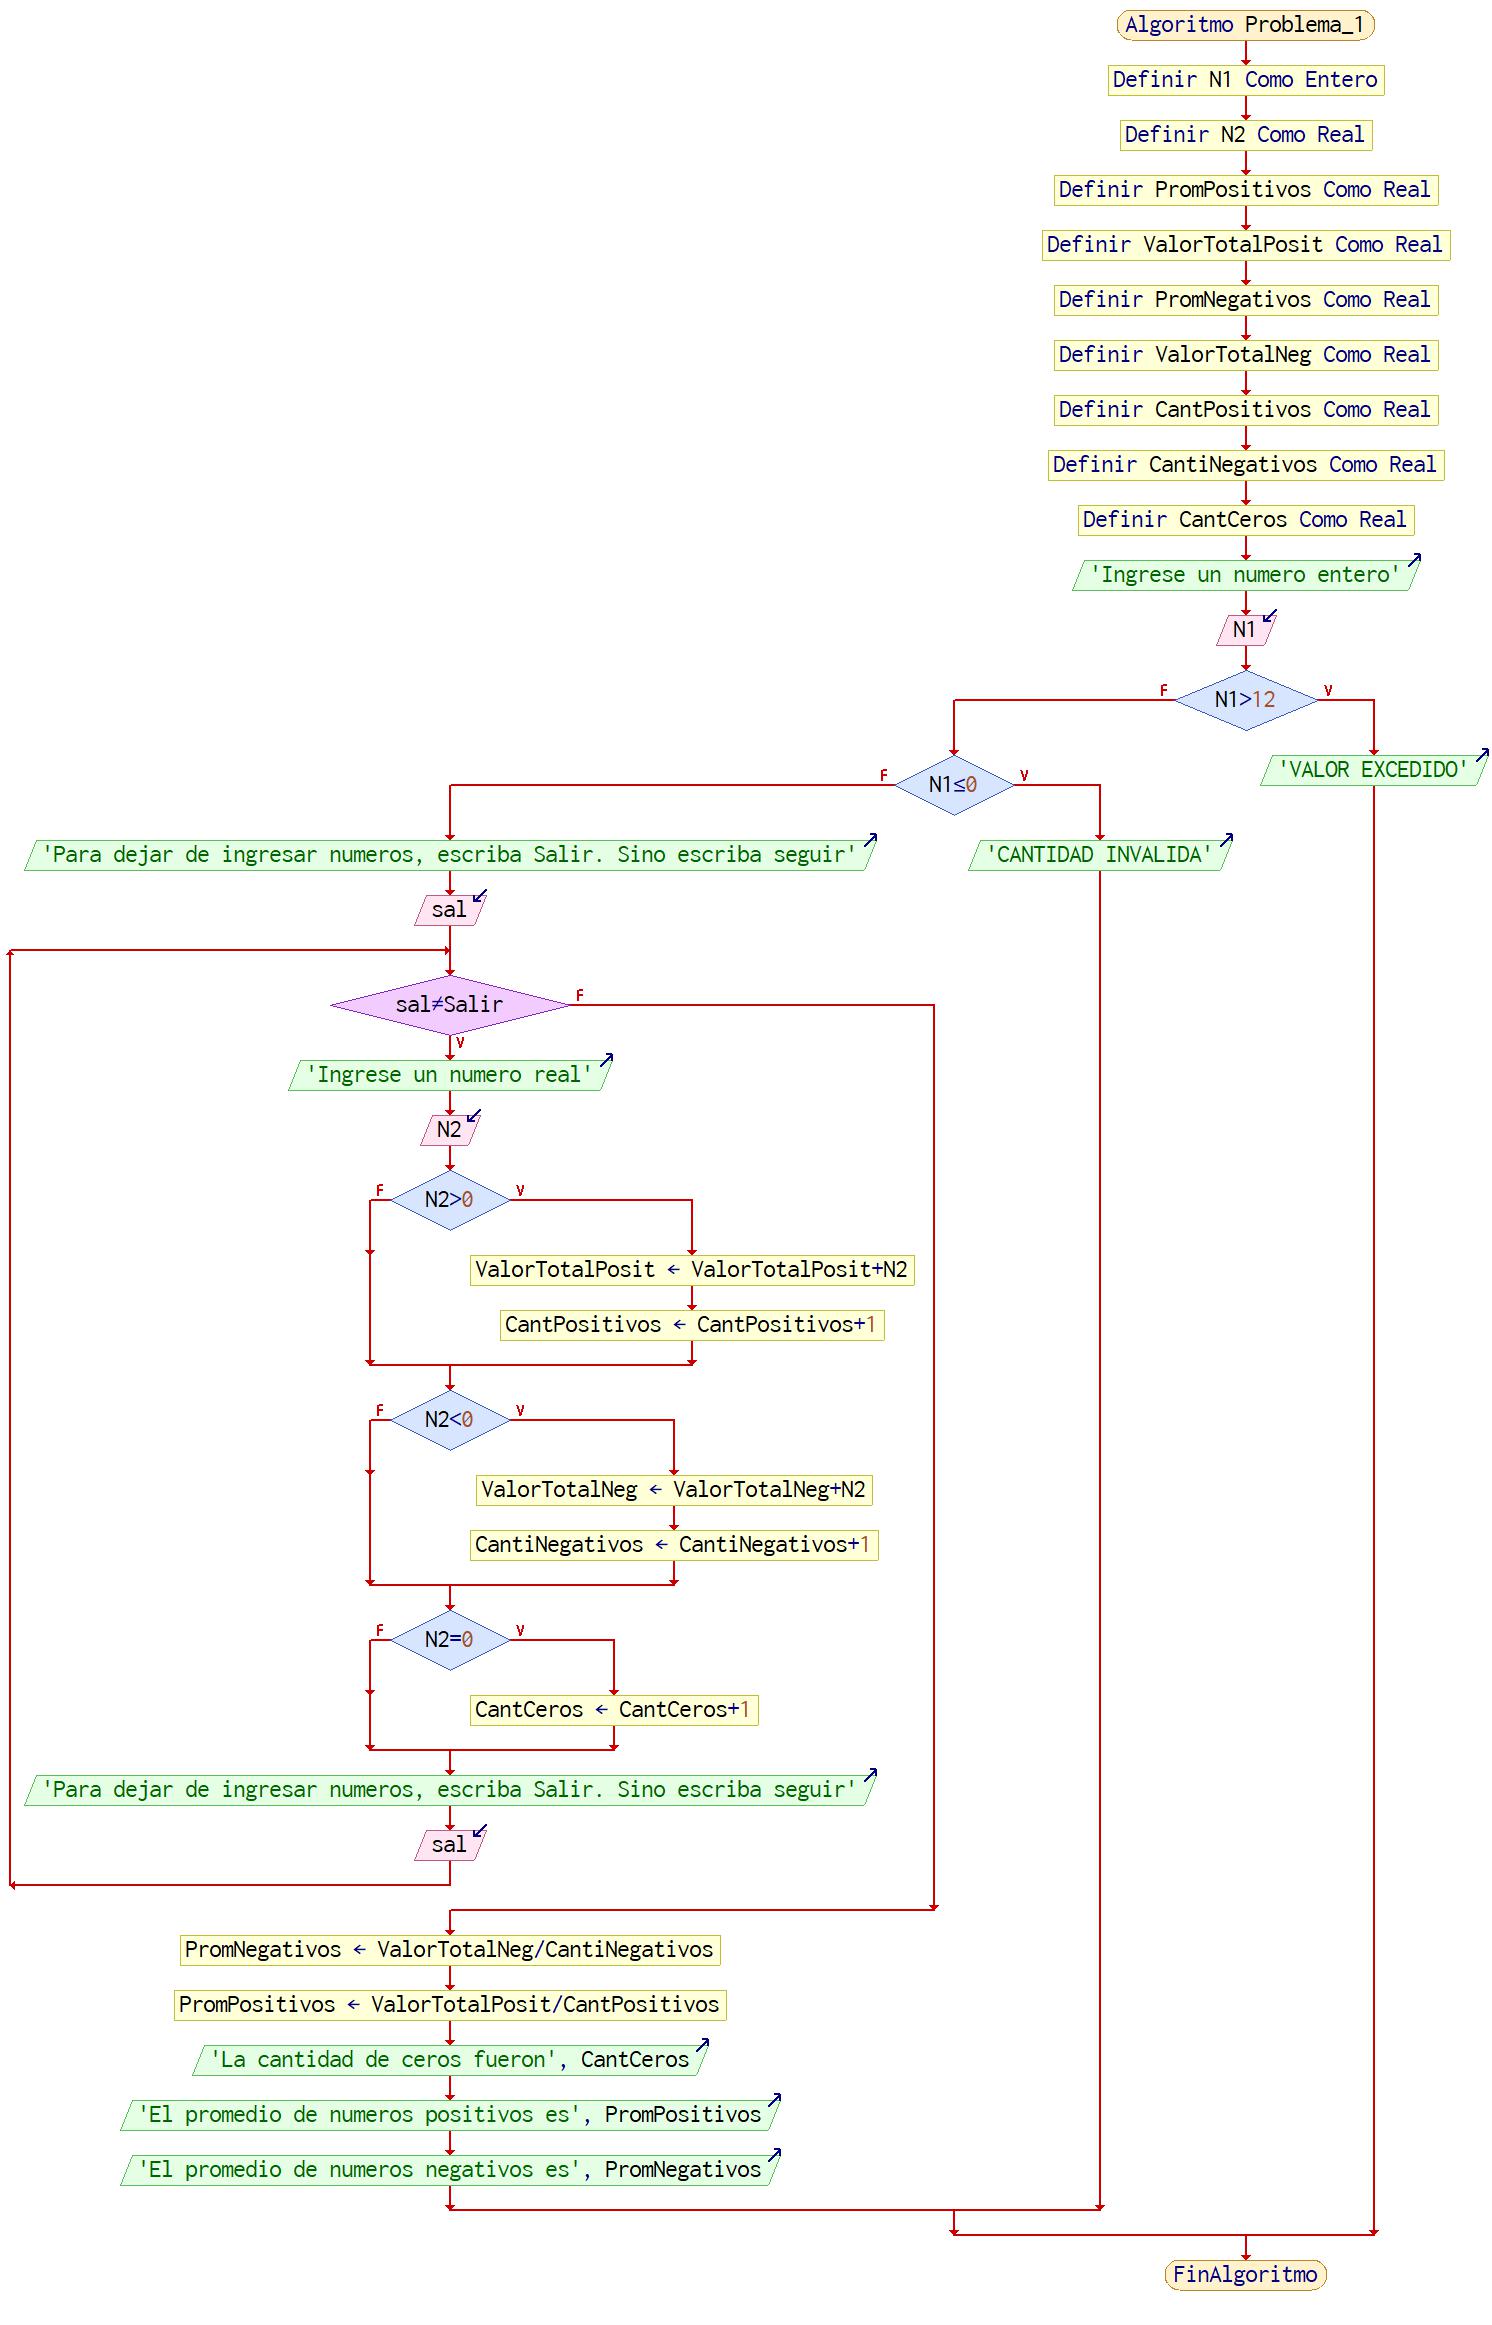 Algoritmo Problema_1
Definir N1 Como Entero
Definir N2 Como Real
Definir PromPositivos Como Real
Definir ValorTotalPosit Como Real
Definir PromNegativos Como Real
Definir ValorTotalNeg Como Real
Definir CantPositivos Como Real
Definir CantiNegativos Como Real
Definir CantCeros Como Real
'Ingrese un numero entero'
N1
F N1>12 V
'VALOR EXCEDIDO'
F N1≤0 V
'CANTIDAD INVALIDA'
'Para dejar de ingresar numeros, escriba Salir. Sino escriba seguir'
sal
sal≠Salir F
V
'Ingrese un numero real'
N2
F N2>0 V
ValorTotalPosit ← ValorTotalPosit+N2
CantPositivos ← CantPositivos+1
F N2<0 V
ValorTotalNeg ← ValorTotalNeg+N2
CantiNegativos ← CantiNegativos+1
F N2=0 V
CantCeros ← CantCeros+1
'Para dejar de ingresar numeros, escriba Salir. Sino escriba seguir'
sal
PromNegativos ← ValorTotalNeg/CantiNegativos
PromPositivos ← ValorTotalPosit/CantPositivos
'La cantidad de ceros fueron', CantCeros
'El promedio de numeros positivos es', PromPositivos
'El promedio de numeros negativos es', PromNegativos
FinAlgoritmo